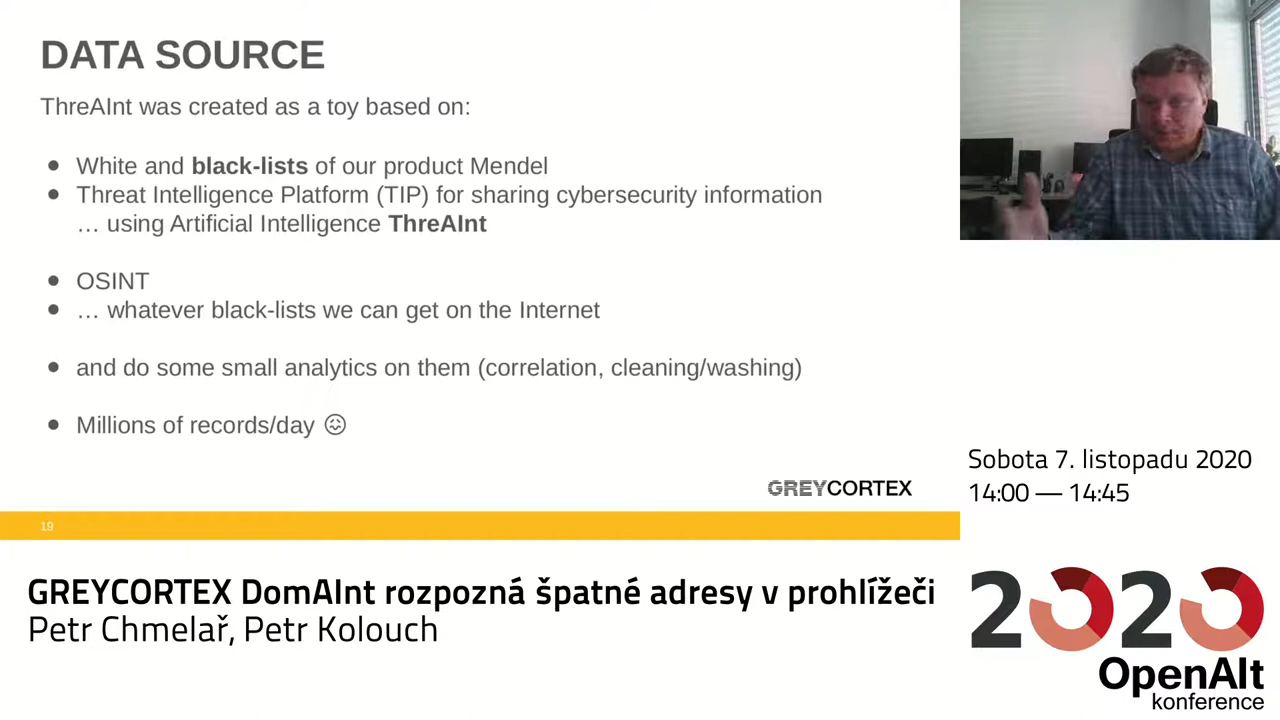 DATA SOURCE
ThreAInt was created as a toy based on:
● White and black-lists of our product Mendel
● Threat Intelligence Platform (TIP) for sharing cybersecurity information
… using Artificial Intelligence ThreAInt
● OSINT
● … whatever black-lists we can get on the Internet
● and do some small analytics on them (correlation, cleaning/washing)
● Millions of records/day 😖
GREYCORTEX
19
Sobota 7. listopadu 2020
14:00 — 14:45
GREYCORTEX DomAInt rozpozná špatné adresy v prohlížeči
Petr Chmelař, Petr Kolouch
2020
OpenAlt
konference